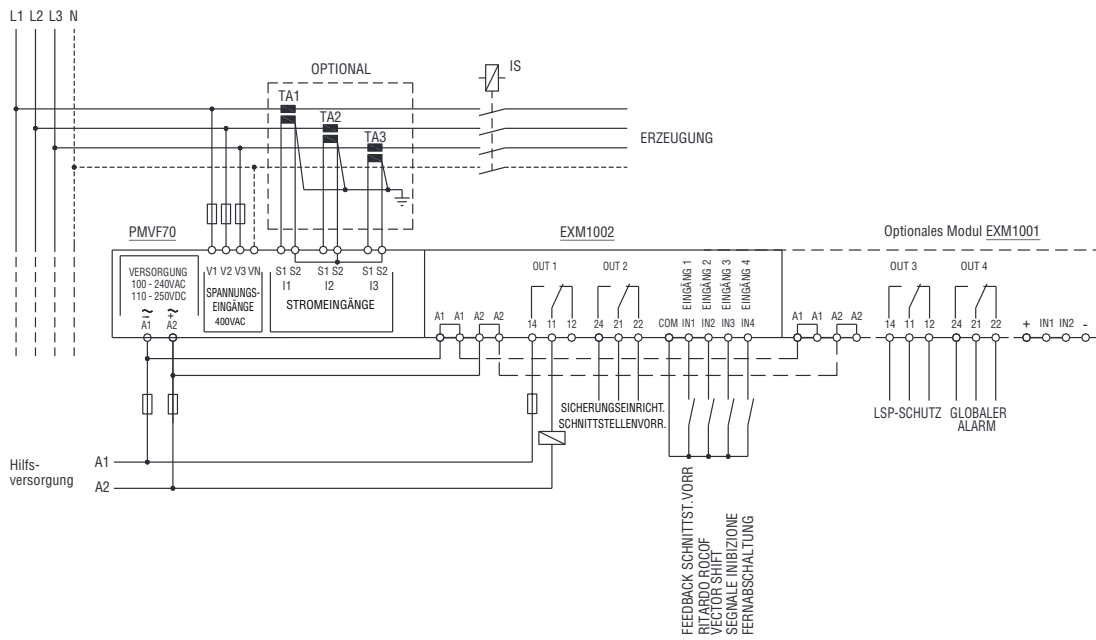 L1 L2 L3 N
OPTIONAL
IS
TA1
TA2
TA3
ERZEUGUNG
PMVF70
EXM1002
Optionales Modul EXM1001
VERSORGUNG
100 - 240VAC
110 - 250VDC
~ ~
- +
A1 A2
V1 V2 V3 VN
SPANNUNGS-
EINGÄNGE
400VAC
S1 S2 S1 S2 S1 S2
I1 I2 I3
STROMEINGÄNGE
A1 A1 A2 A2
OUT 1
14 11 12
OUT 2
24 21 22
EINGÄNG 1
EINGÄNG 2
EINGÄNG 3
EINGÄNG 4
COM IN1 IN2 IN3 IN4
A1 A1 A2 A2
OUT 3
14 11 12
OUT 4
24 21 22
+ IN1 IN2 -
SICHERUNGSEINRICHT.
SCHNITTSTELLENVORR.
LSP-SCHUTZ
GLOBALER
ALARM
Hilfs-
versorgung
A1
A2
FEEDBACK SCHNITTST.VORR
RITARDO ROCOF
VECTOR SHIFT
SEGNALE INIBIZIONE
FERNABSCHALTUNG